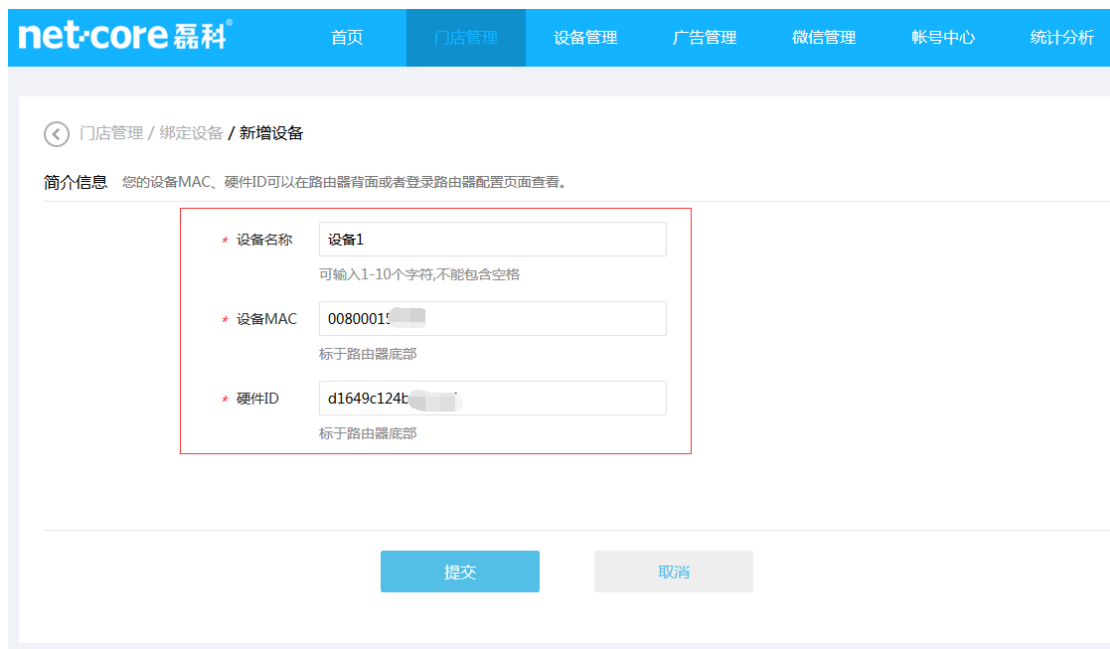 net·core 磊科® 首页 门店管理 设备管理 广告管理 微信管理 帐号中心 统计分析
门店管理 / 绑定设备 / 新增设备
简介信息 您的设备MAC、硬件ID可以在路由器背面或者登录路由器配置页面查看。
* 设备名称 设备1
可输入1-10个字符,不能包含空格
* 设备MAC 0080001
标于路由器底部
* 硬件ID d1649c124b
标于路由器底部
提交 取消